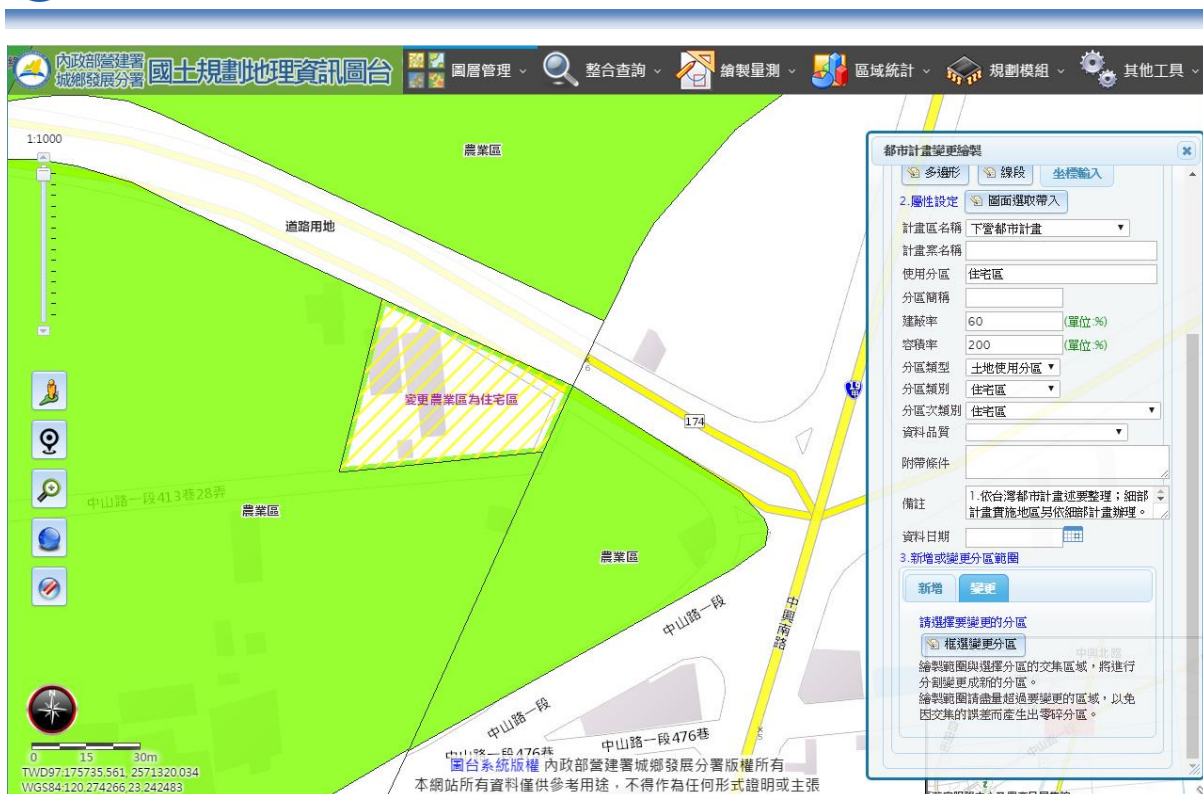 內政部營建署
城鄉發展分署
國土規劃地理資訊圖台
圖層管理
整合查詢
繪製量測
區域統計
規劃模組
其他工具
1:1000
農業區
道路用地
變更農業區為住宅區
174
19
中山路一段413巷28弄
農業區
農業區
中山路一段
中興南路
中山路一段
中山路一段476巷
中山路一段476巷
0 15 30m
TWD97:175735.561, 2571320.034
WGS84:120.274266,23.242483
圖台系統版權 內政部營建署城鄉發展分署版權所有
本網站所有資料僅供參考用途，不得作為任何形式證明或主張
都市計畫變更繪製
多邊形
線段
坐標輸入
2.屬性設定
圖面選取帶入
計畫區名稱 下營都市計畫
計畫案名稱
使用分區 住宅區
分區簡稱
建蔽率 60 (單位:%)
容積率 200 (單位:%)
分區類型 土地使用分區
分區類別 住宅區
分區次類別 住宅區
資料品質
附帶條件
備註 1.依台灣都市計畫述要整理；細部
計畫實施地區另依細部計畫辦理。
資料日期
3.新增或變更分區範圍
新增
變更
請選擇要變更的分區
框選變更分區
繪製範圍與選擇分區的交集區域，將進行
分割變更成新的分區。
繪製範圍請盡量超過要變更的區域，以免
因交集的誤差而產生出零碎分區。
中興北路